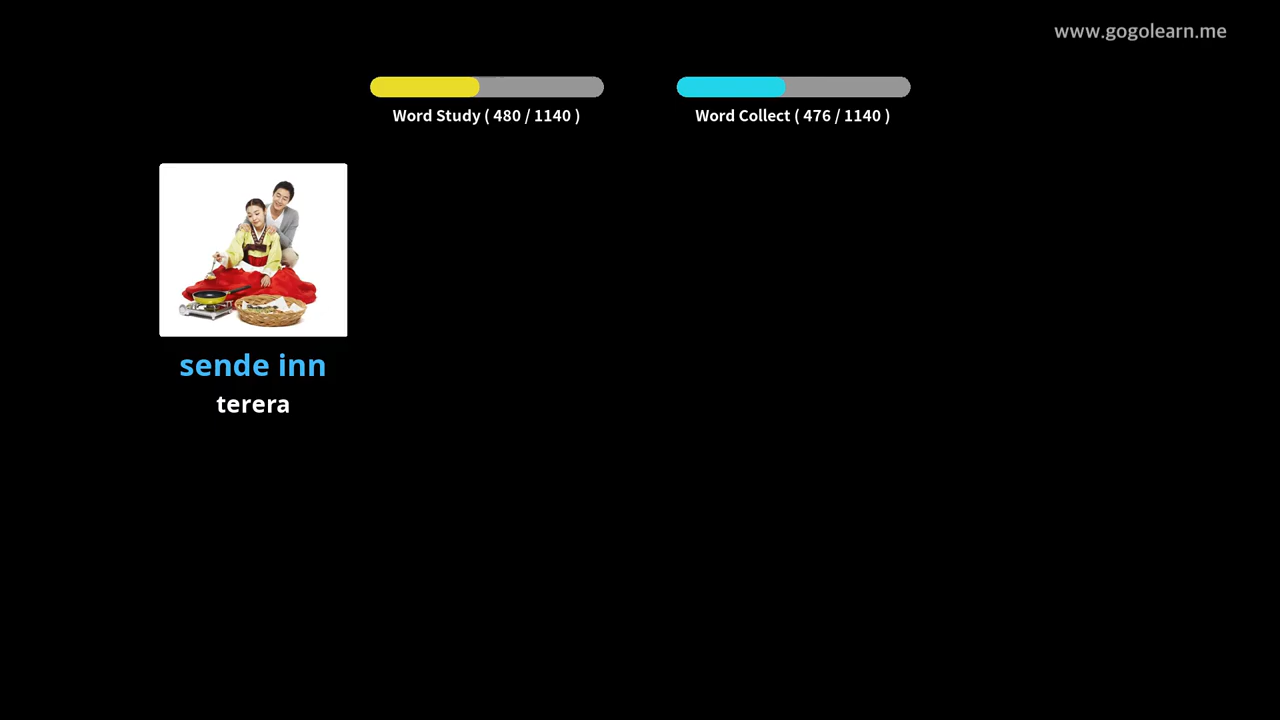 www.gogolearn.me
Word Study ( 480 / 1140 )
Word Collect ( 476 / 1140 )
sende inn
terera